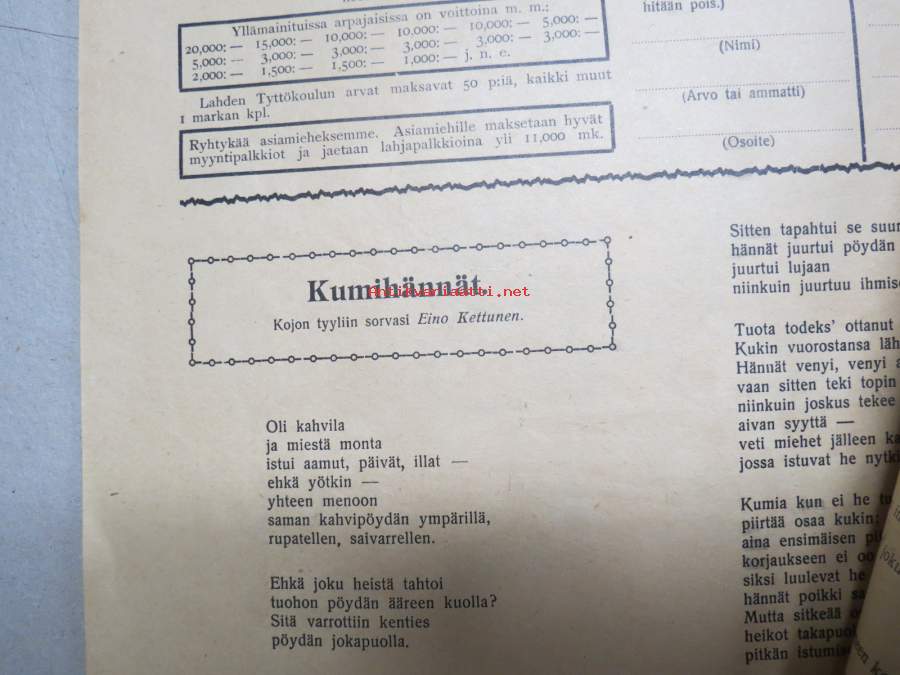 Yllämainituissa arpajaisissa on voittoina m. m.:
20,000: — 15,000: — 10,000: — 10,000: — 10,000: — 5,000: —
5,000: — 3,000: — 3,000: — 3,000: — 3,000: — 3,000: —
2,000: — 1,500: — 1,500: — 1,000: — j. n. e.
Lahden Tyttökoulun arvat maksavat 50 p:iä, kaikki muut
1 markan kpl.
Ryhtykää asiamieheksemme. Asiamiehille maksetaan hyvät
myyntipalkkiot ja jaetaan lahjapalkkioina yli 11,000 mk.
hitään pois.)
(Nimi)
(Arvo tai ammatti)
(Osoite)
Kumihännät.
Antikvariaatti.net
Kojon tyyliin sorvasi Eino Kettunen.
Oli kahvila
ja miestä monta
istui aamut, päivät, illat —
ehkä yötkin —
yhteen menoon
saman kahvipöydän ympärillä,
rupatellen, saivarrellen.
Ehkä joku heistä tahtoi
tuohon pöydän ääreen kuolla?
Sitä varrottiin kenties
pöydän jokapuolla.
Sitten tapahtui se
hännät juurtui pöydän
juurtui lujaan
niinkuin juurtuu
Tuota todeks' ottanut
Kukin vuorostansa
Hännät venyi, venyi
vaan sitten teki topin
niinkuin joskus tekee
aivan syyttä —
veti miehet jälleen
jossa istuvat he
Kumia kun ei he
piirtää osaa kukin;
aina ensimäisen
korjaukseen ei
siksi luulevat he
hännät poikki
Mutta sitkeää
heikot
pitkän